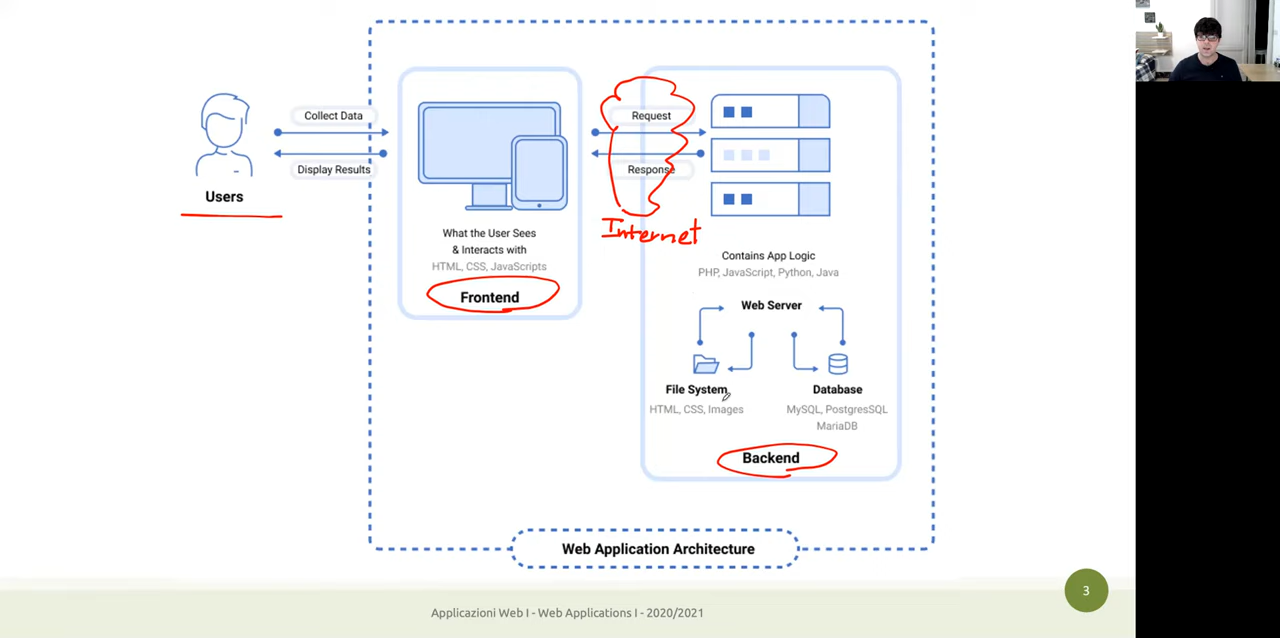 Collect Data
Display Results
Users
What the User Sees
& Interacts with
HTML, CSS, JavaScripts
Frontend
Request
Response
Internet
Contains App Logic
PHP, JavaScript, Python, Java
Web Server
File System
HTML, CSS, Images
Database
MySQL, PostgresSQL
MariaDB
Backend
Web Application Architecture
3
Applicazioni Web I - Web Applications I - 2020/2021